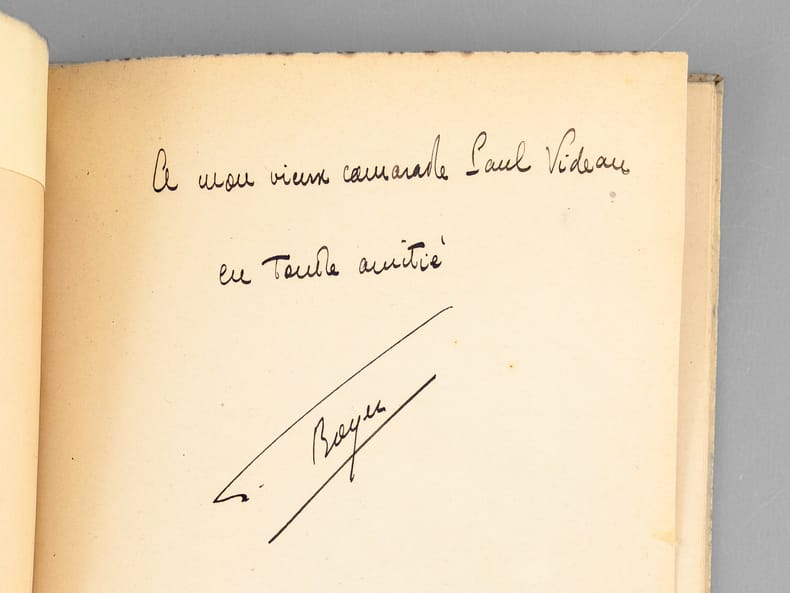 A mon vieux camarade Paul Videau
en toute amitié
Boyer